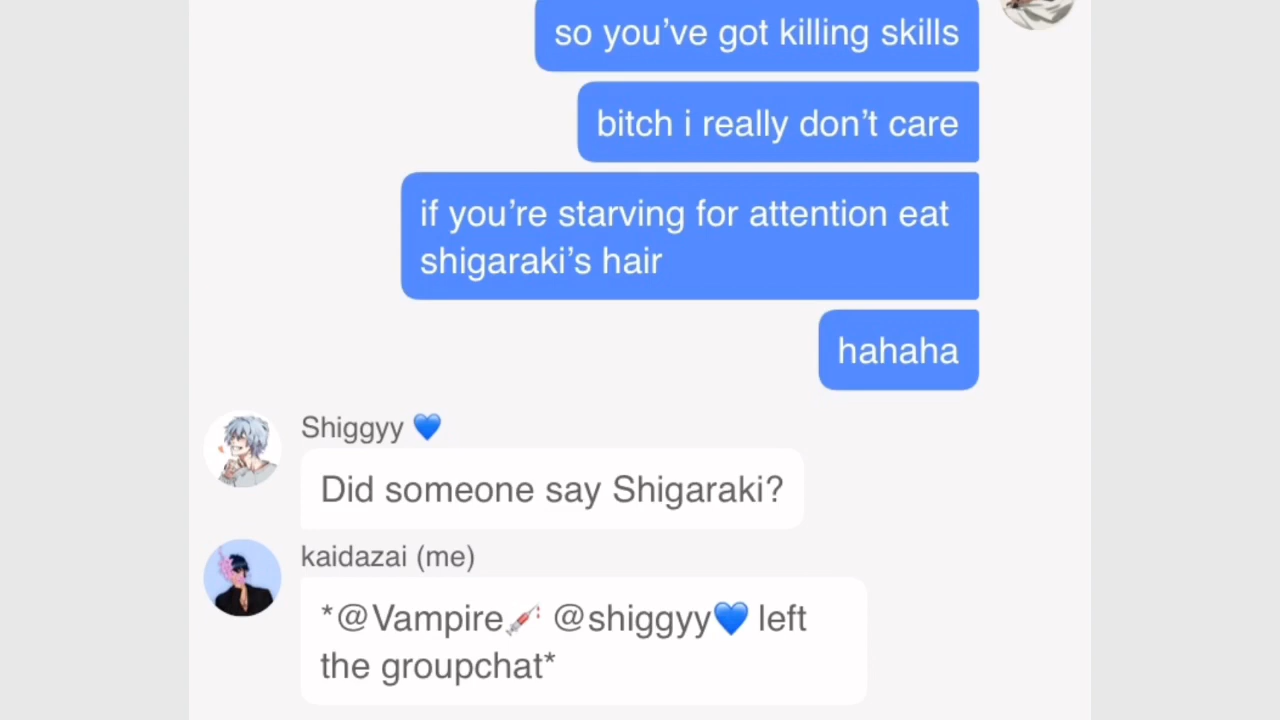 so you’ve got killing skills
bitch i really don’t care
if you’re starving for attention eat
shigaraki’s hair
hahaha
Shiggyy 💙
Did someone say Shigaraki?
kaidazai (me)
*@Vampire💉 @shiggyy💙 left
the groupchat*